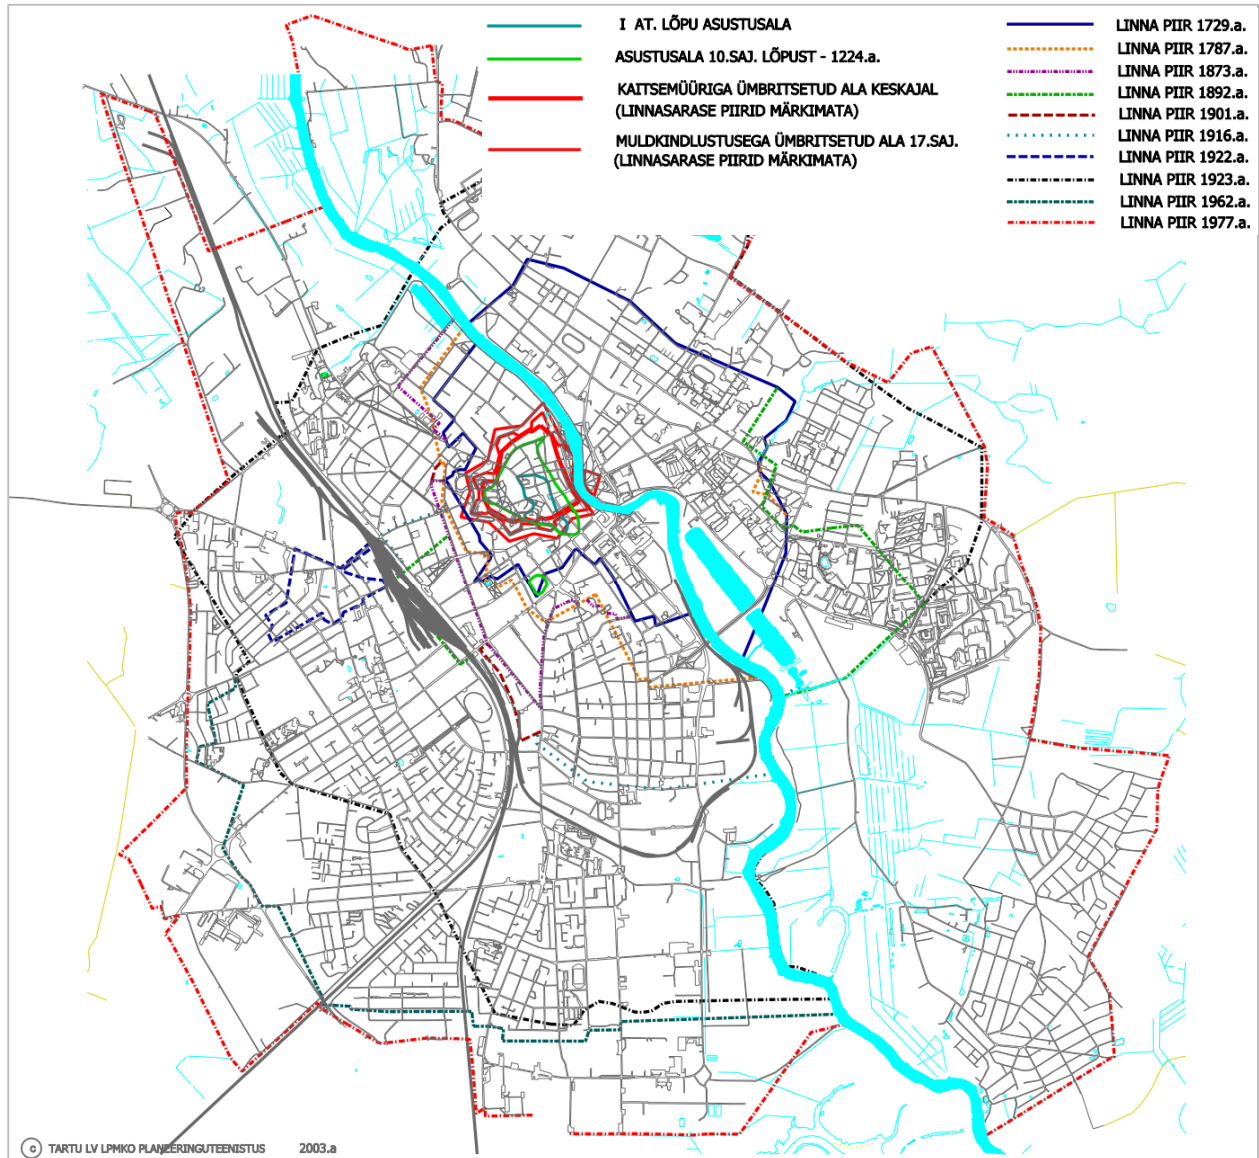 I AT. LÕPU ASUSTUSALA
ASUSTUSALA 10.SAJ. LÕPUST - 1224.a.
KAITSEMÜÜRIGA ÜMBRITSETUD ALA KESKAJAL
(LINNASARASE PIIRID MÄRKIMATA)
MULDKINDLUSTUSEGA ÜMBRITSETUD ALA 17.SAJ.
(LINNASARASE PIIRID MÄRKIMATA)
LINNA PIIR 1729.a.
LINNA PIIR 1787.a.
LINNA PIIR 1873.a.
LINNA PIIR 1892.a.
LINNA PIIR 1901.a.
LINNA PIIR 1916.a.
LINNA PIIR 1922.a.
LINNA PIIR 1923.a.
LINNA PIIR 1962.a.
LINNA PIIR 1977.a.
© TARTU LV LPMKO PLANEERINGUTEENISTUS 2003.a